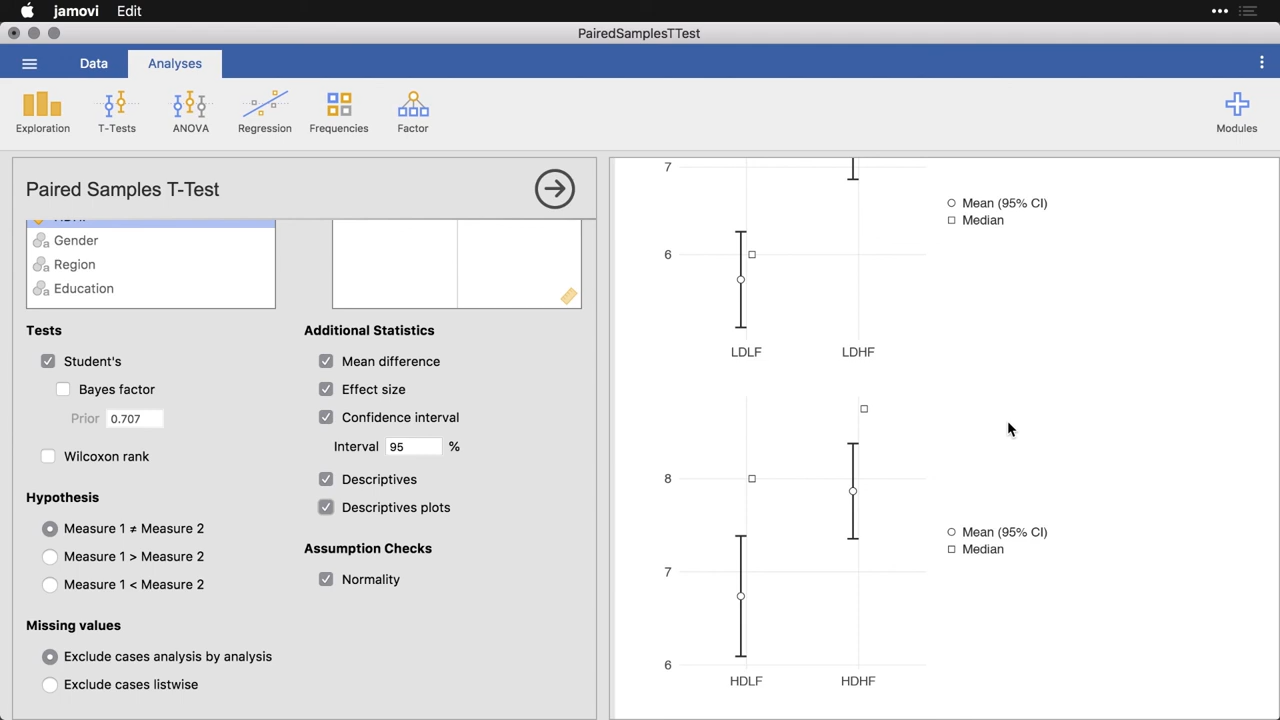 jamovi Edit
PairedSamplesTTest
Data Analyses
Exploration T-Tests ANOVA Regression Frequencies Factor Modules
Paired Samples T-Test
Gender
Region
Education
Tests
Student's
Bayes factor
Prior 0.707
Wilcoxon rank
Hypothesis
Measure 1 ≠ Measure 2
Measure 1 > Measure 2
Measure 1 < Measure 2
Missing values
Exclude cases analysis by analysis
Exclude cases listwise
Additional Statistics
Mean difference
Effect size
Confidence interval
Interval 95 %
Descriptives
Descriptives plots
Assumption Checks
Normality
7
Mean (95% CI)
Median
6
LDLF LDHF
8
Mean (95% CI)
Median
7
6
HDLF HDHF